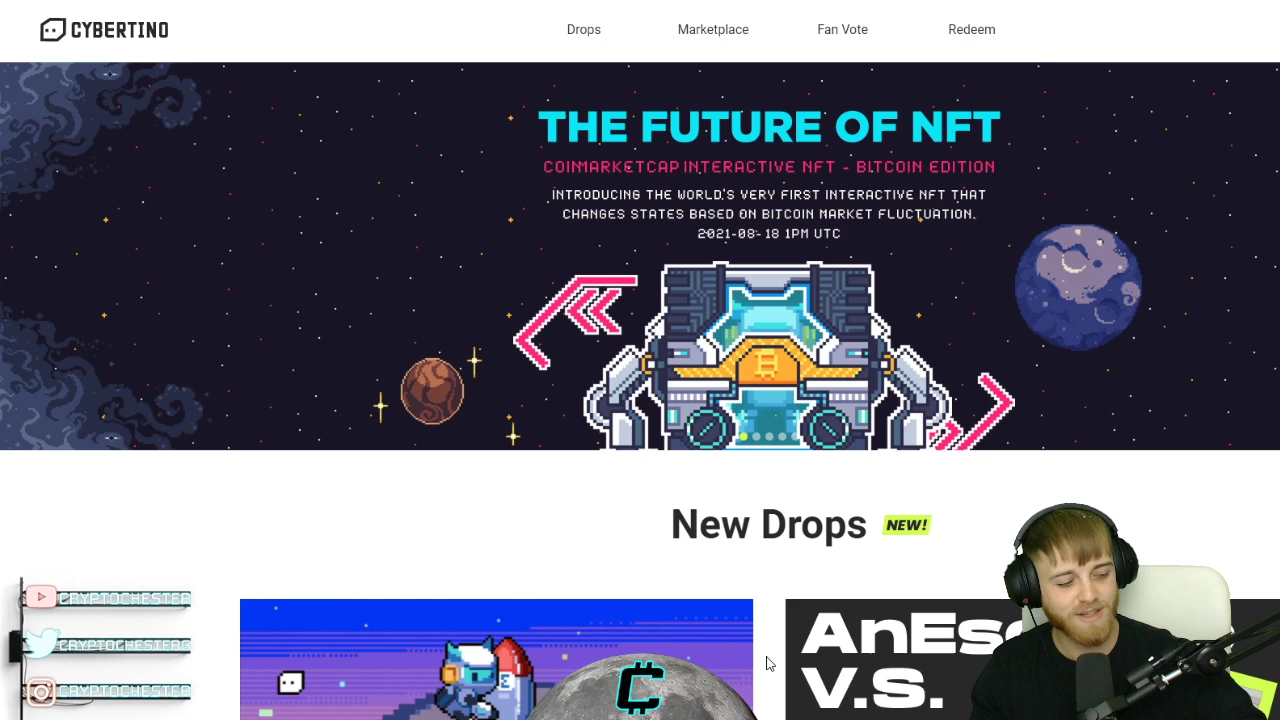 CYBERTINO
Drops
Marketplace
Fan Vote
Redeem
THE FUTURE OF NFT
COINMARKETCAP INTERACTIVE NFT - BITCOIN EDITION
INTRODUCING THE WORLD'S VERY FIRST INTERACTIVE NFT THAT
CHANGES STATES BASED ON BITCOIN MARKET FLUCTUATION.
2021-08-18 1PM UTC
New Drops NEW!
CRYPTOCHESTER
CRYPTOCHESTERC
CRYPTOCHESTER
V.S.